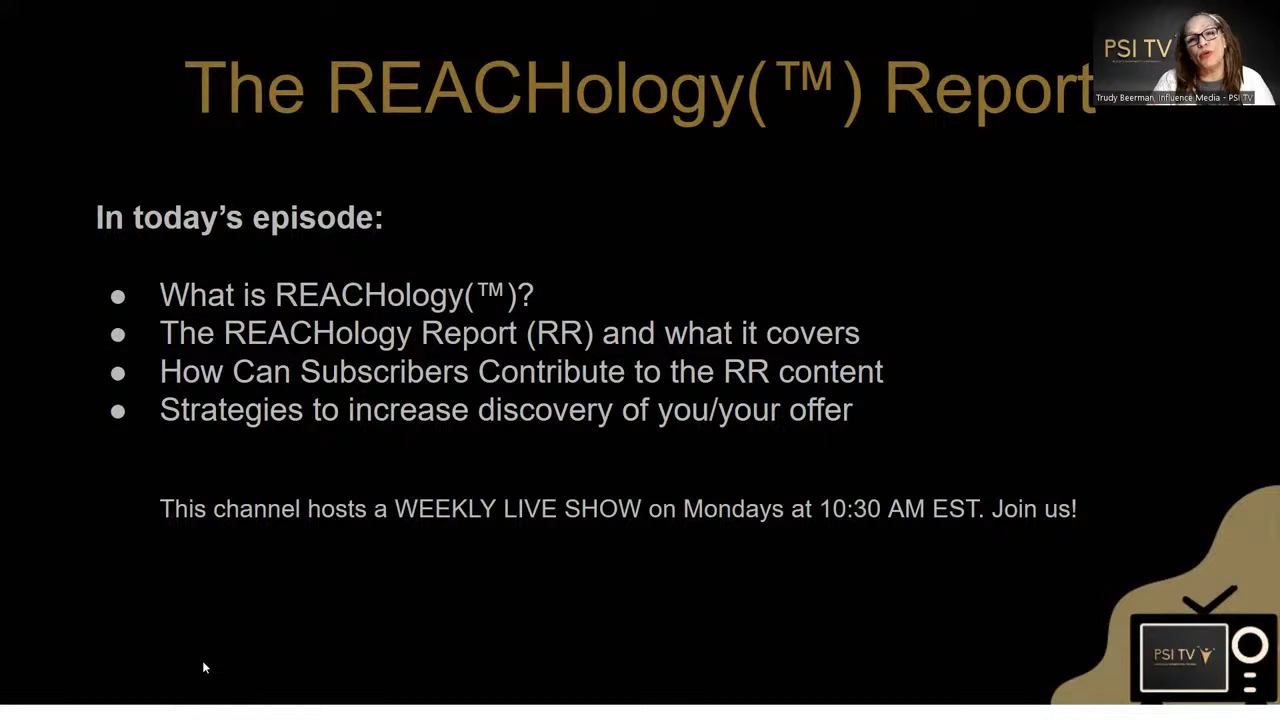 The REACHology(™) Report
PSI TV
Trudy Beerman, Influence Media - PSI TV
In today’s episode:
● What is REACHology(™)?
● The REACHology Report (RR) and what it covers
● How Can Subscribers Contribute to the RR content
● Strategies to increase discovery of you/your offer
This channel hosts a WEEKLY LIVE SHOW on Mondays at 10:30 AM EST. Join us!
PSI TV